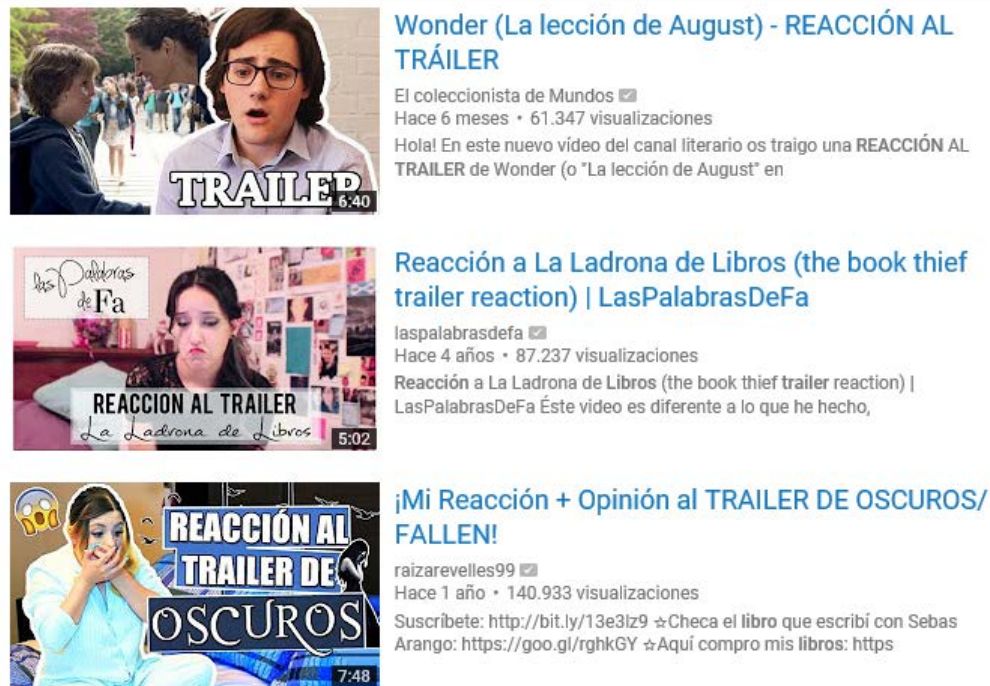 Wonder (La lección de August) - REACCIÓN AL
TRÁILER
El coleccionista de Mundos
Hace 6 meses • 61.347 visualizaciones
Hola! En este nuevo vídeo del canal literario os traigo una REACCIÓN AL
TRAILER de Wonder (o "La lección de August" en
TRAILER
6:40
Reacción a La Ladrona de Libros (the book thief
trailer reaction) | LasPalabrasDeFa
laspalabrasdefa
Hace 4 años • 87.237 visualizaciones
Reacción a La Ladrona de Libros (the book thief trailer reaction) |
LasPalabrasDeFa Éste video es diferente a lo que he hecho,
las Palabras
de Fa
REACCION AL TRAILER
La Ladrona de Libros
5:02
¡Mi Reacción + Opinión al TRAILER DE OSCUROS/
FALLEN!
raizarevelles99
Hace 1 año • 140.933 visualizaciones
Suscríbete: http://bit.ly/13e3lz9 ☆Checa el libro que escribí con Sebas
Arango: https://goo.gl/rghkGY ☆Aquí compro mis libros: https
REACCIÓN AL
TRAILER DE
OSCUROS
7:48